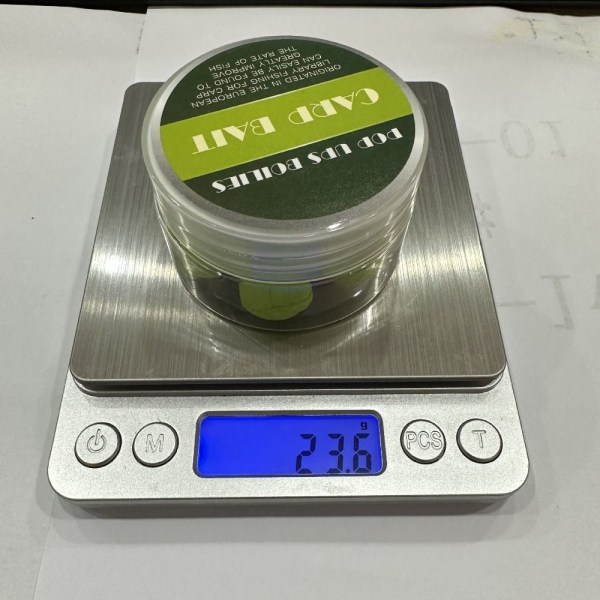 POP UPS BOILIES
CARP BAIT
ORIGINATED IN THE EUROPEAN
LIBRARY FISHING FOR CARP
CAN EASILY BE FOUND TO
GREATLY IMPROVE
THE RATE OF FISH
g
23.6
M
PCS
T